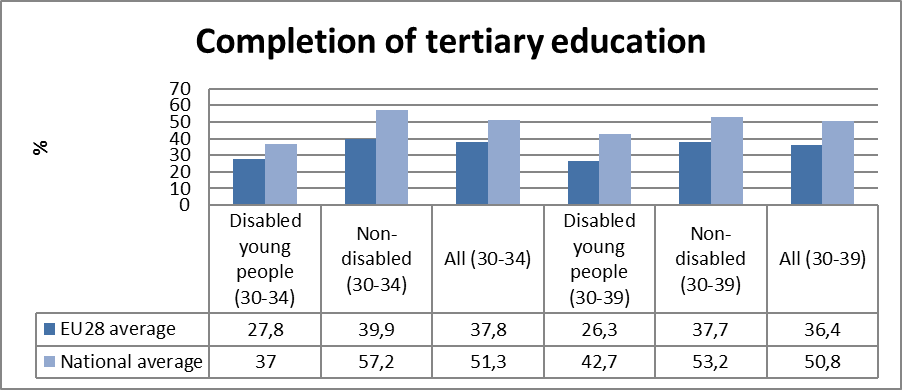 Completion of tertiary education
%
70
60
50
40
30
20
10
0
Disabled young people (30-34) Non-disabled (30-34) All (30-34) Disabled young people (30-39) Non-disabled (30-39) All (30-39)
EU28 average 27,8 39,9 37,8 26,3 37,7 36,4
National average 37 57,2 51,3 42,7 53,2 50,8